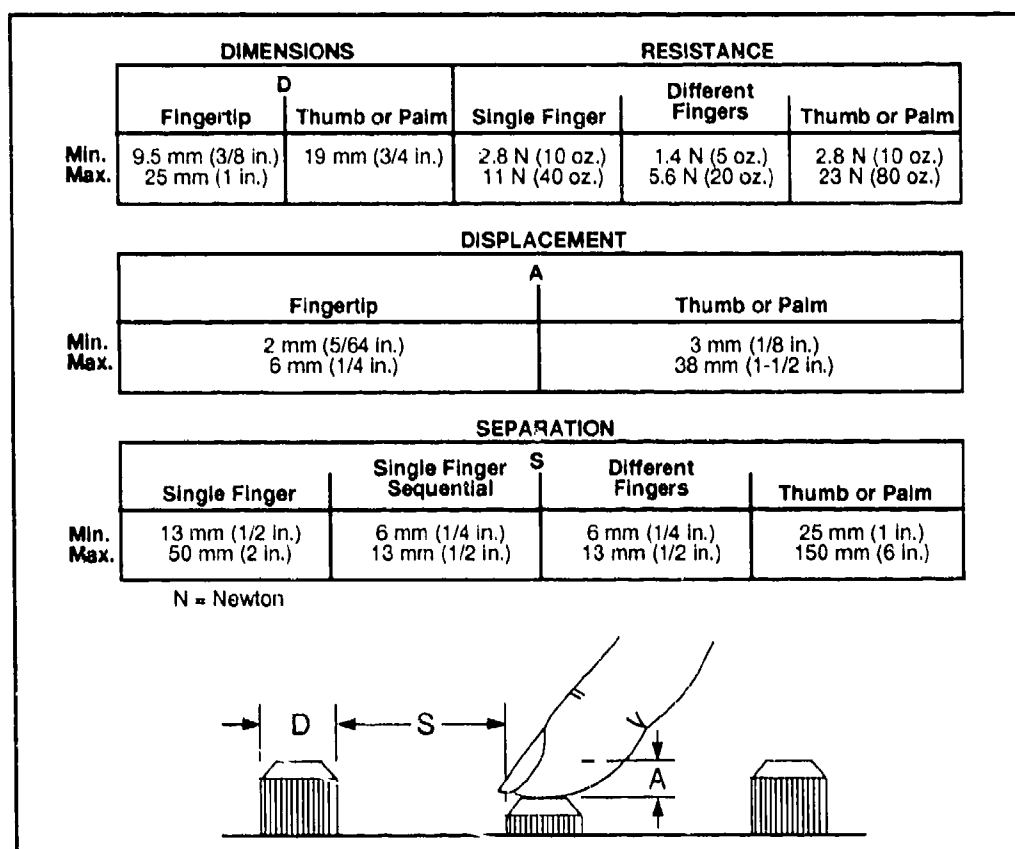 DIMENSIONS RESISTANCE
D
Fingertip Thumb or Palm Single Finger Different Fingers Thumb or Palm
Min. 9.5 mm (3/8 in.) 19 mm (3/4 in.) 2.8 N (10 oz.) 1.4 N (5 oz.) 2.8 N (10 oz.)
Max. 25 mm (1 in.) 11 N (40 oz.) 5.6 N (20 oz.) 23 N (80 oz.)
DISPLACEMENT
A
Fingertip Thumb or Palm
Min. 2 mm (5/64 in.) 3 mm (1/8 in.)
Max. 6 mm (1/4 in.) 38 mm (1-1/2 in.)
SEPARATION
S
Single Finger Single Finger Sequential Different Fingers Thumb or Palm
Min. 13 mm (1/2 in.) 6 mm (1/4 in.) 6 mm (1/4 in.) 25 mm (1 in.)
Max. 50 mm (2 in.) 13 mm (1/2 in.) 13 mm (1/2 in.) 150 mm (6 in.)
N = Newton
D S A